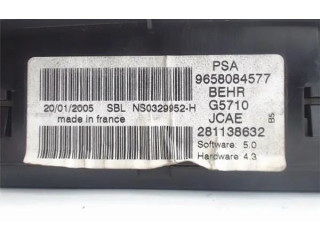 PSA
9658084577
BEHR
G5710
JCAE
281138632
Software: 5.0
Hardware: 4.3
B5
20/01/2005 SBL NS0329952-H
made in france